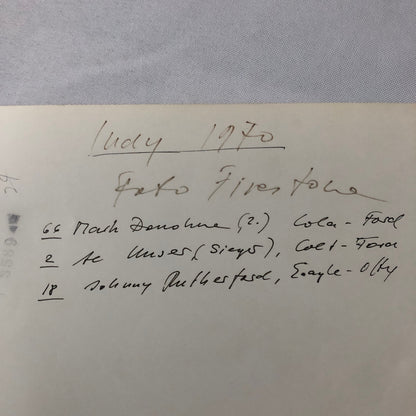 Indy 1970
Foto Firestone
66 Mark Donohue (2.) Lola - Ford
2 Al Unser (Sieger), Colt - Ford
18 Johnny Rutherford, Eagle - Offy